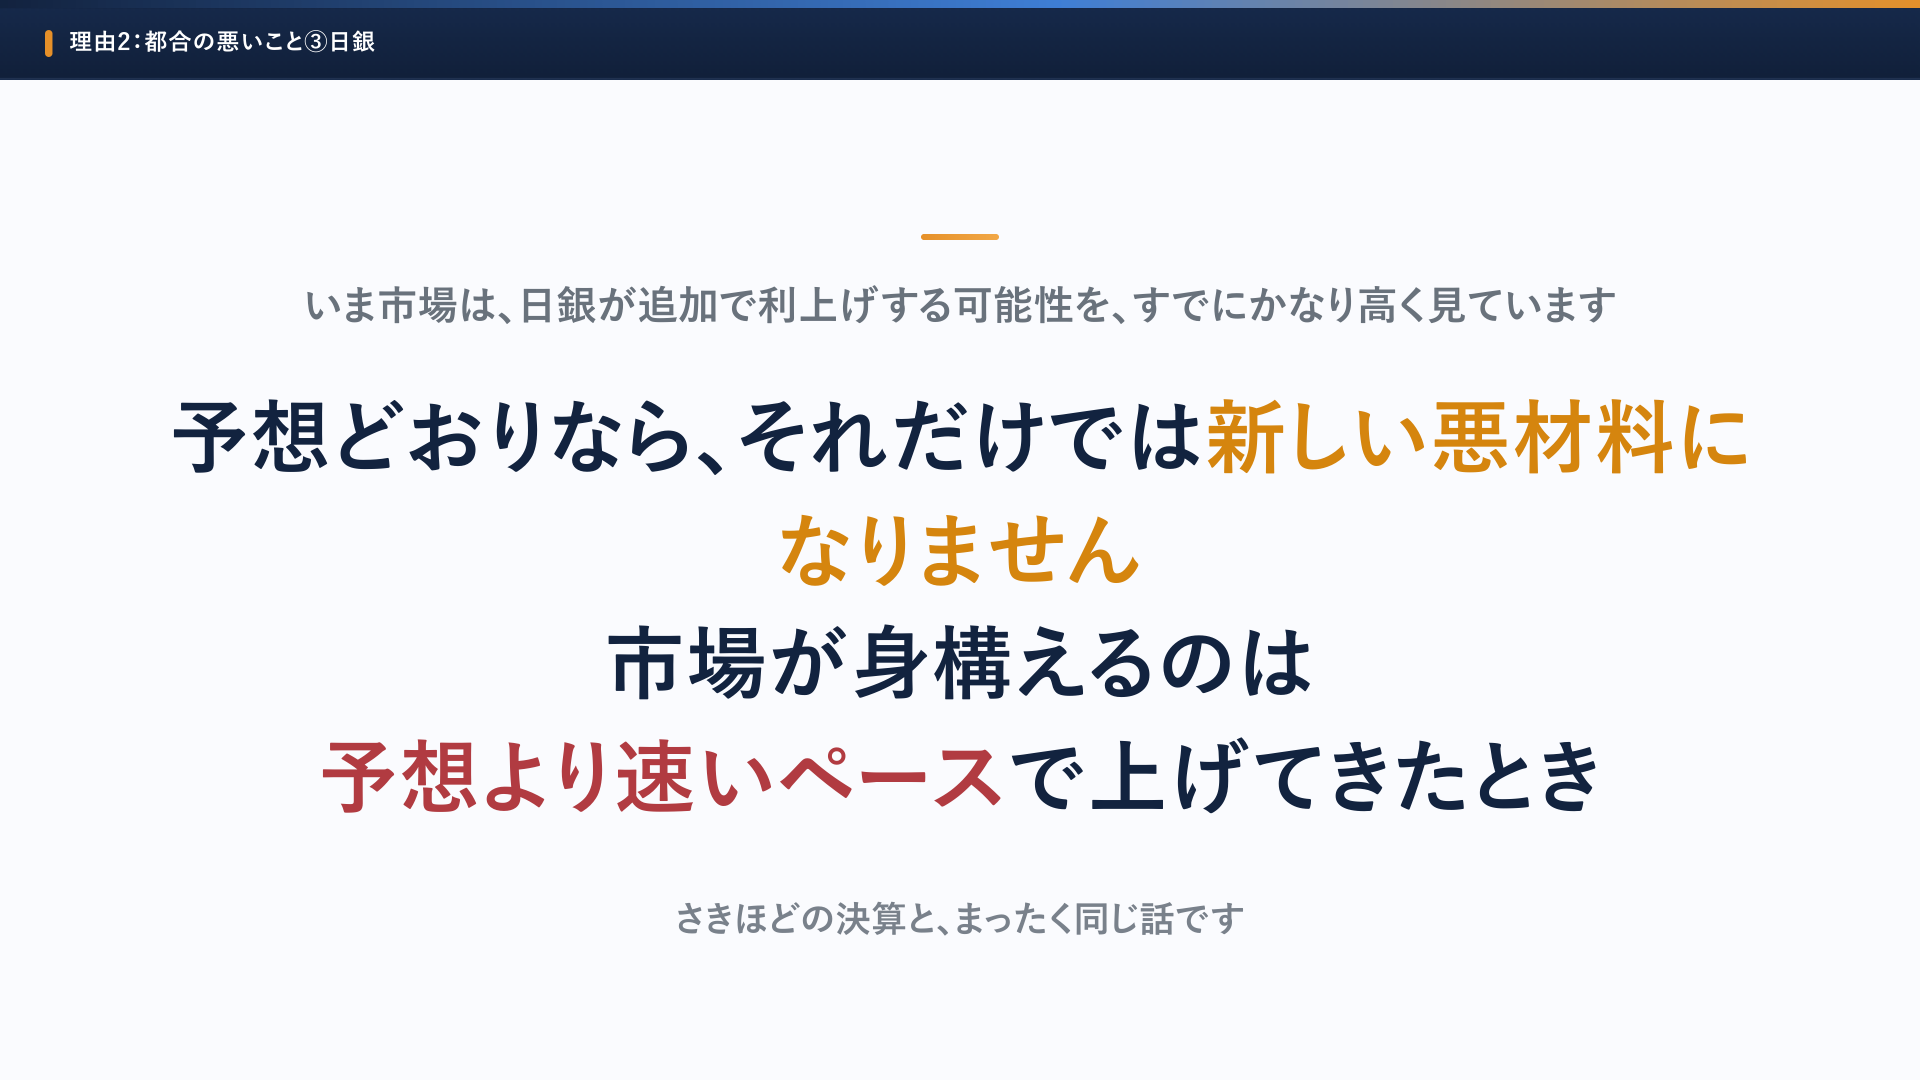 理由2：都合の悪いこと③日銀
いま市場は、日銀が追加で利上げする可能性を、すでにかなり高く見ています
予想どおりなら、それだけでは新しい悪材料に
なりません
市場が身構えるのは
予想より速いペースで上げてきたとき
さきほどの決算と、まったく同じ話です